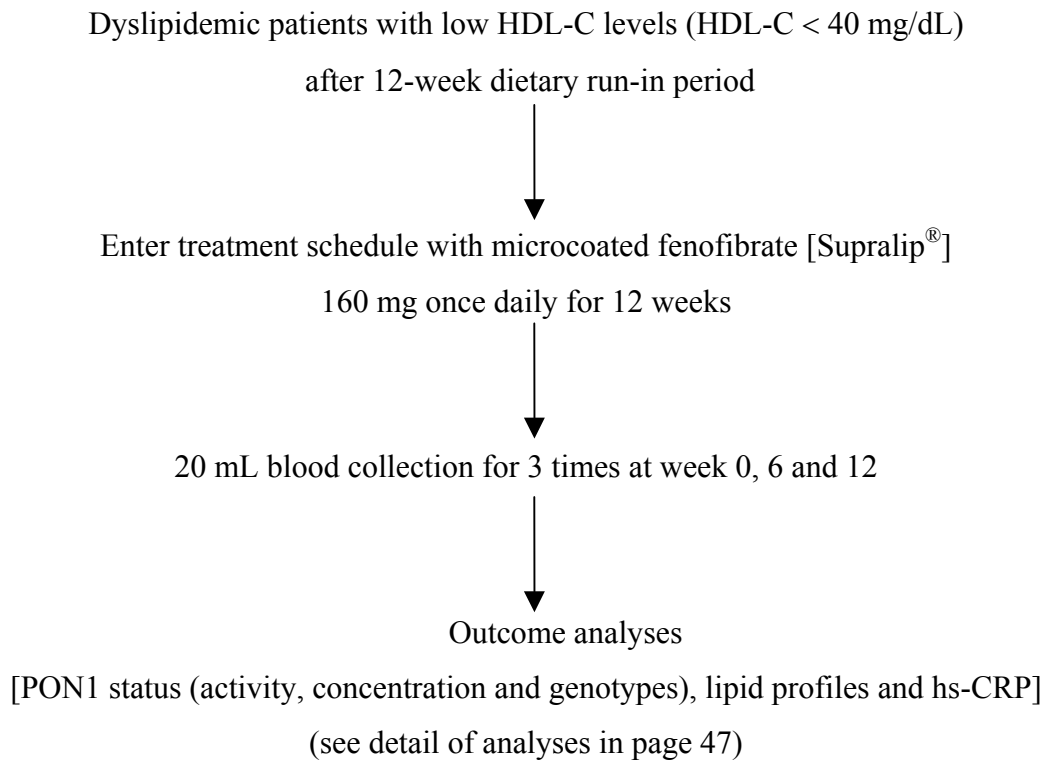 Dyslipidemic patients with low HDL-C levels (HDL-C < 40 mg/dL)
after 12-week dietary run-in period
Enter treatment schedule with microcoated fenofibrate [Supralip®]
160 mg once daily for 12 weeks
20 mL blood collection for 3 times at week 0, 6 and 12
Outcome analyses
[PON1 status (activity, concentration and genotypes), lipid profiles and hs-CRP]
(see detail of analyses in page 47)